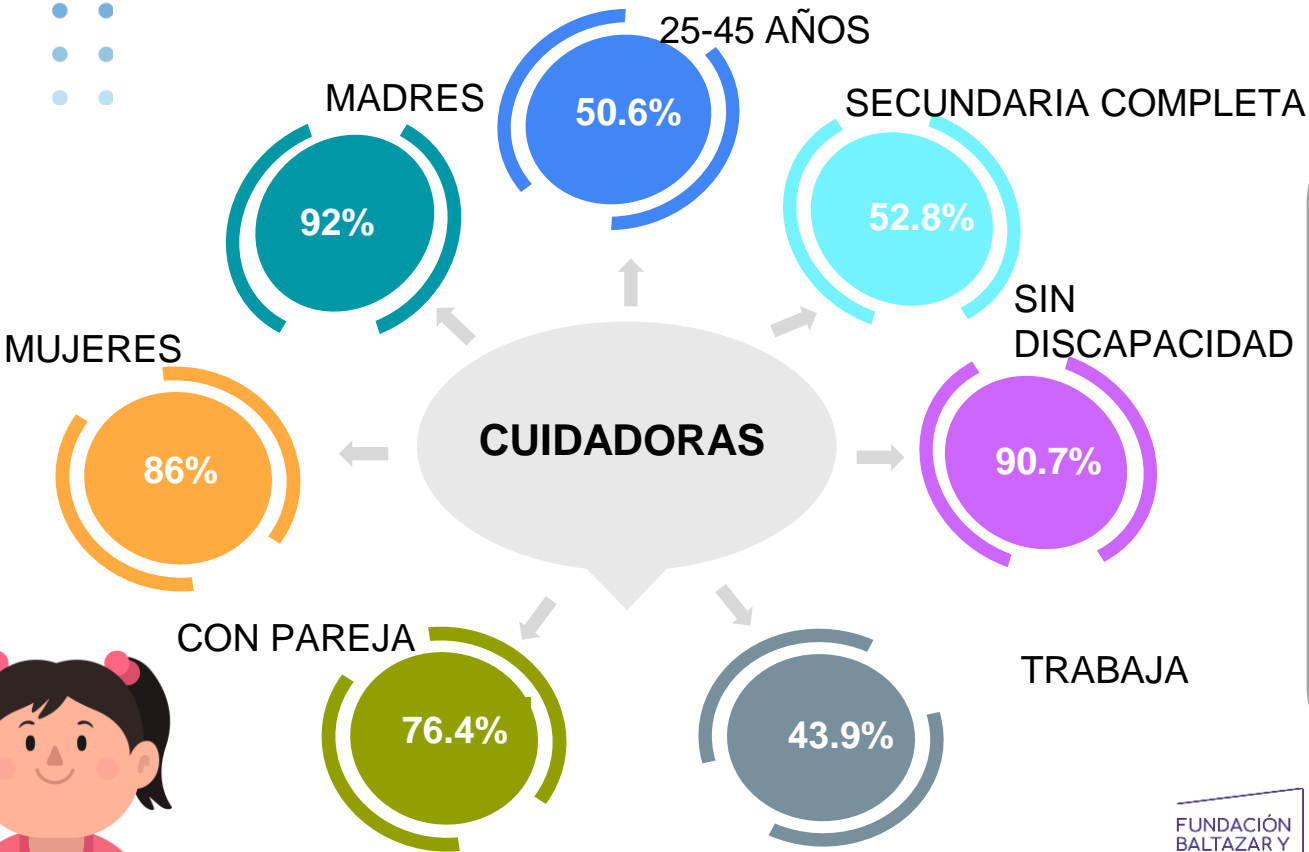 25-45 AÑOS
50.6%
MADRES
92%
SECUNDARIA COMPLETA
52.8%
SIN
DISCAPACIDAD
90.7%
MUJERES
86%
CUIDADORAS
CON PAREJA
76.4%
TRABAJA
43.9%
FUNDACIÓN
BALTAZAR Y